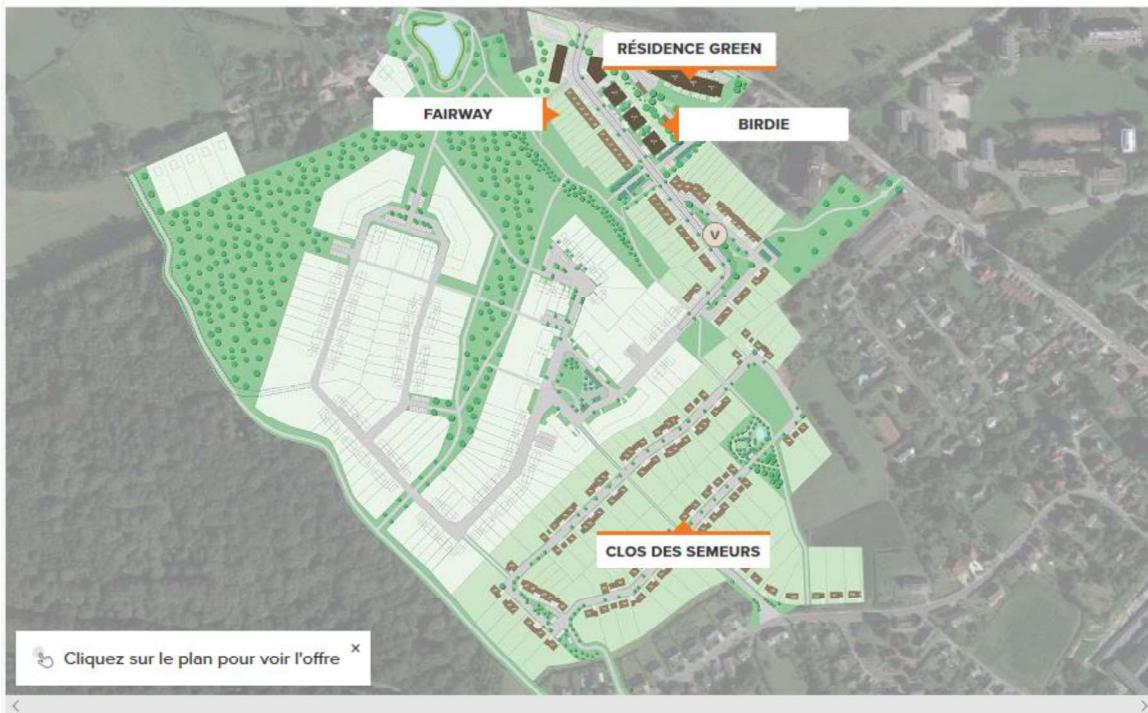 RÉSIDENCE GREEN
FAIRWAY
BIRDIE
V
CLOS DES SEMEURS
Cliquez sur le plan pour voir l'offre